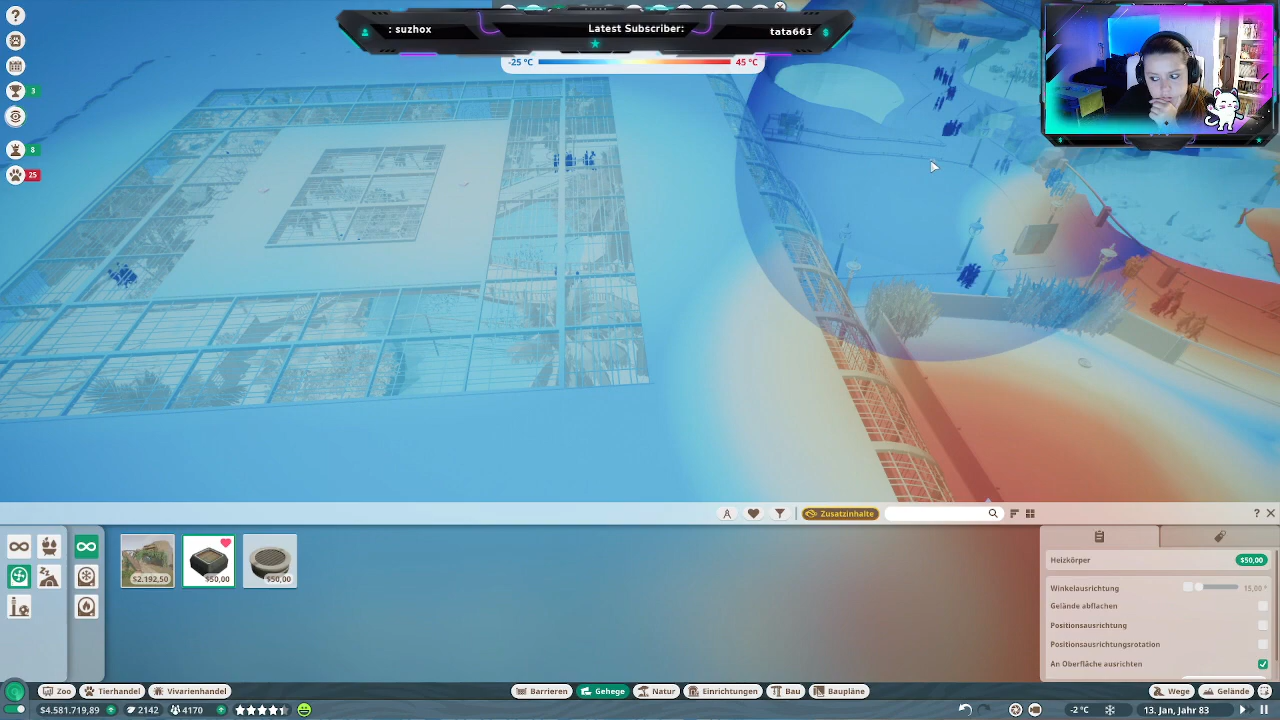 : suzhox
Latest Subscriber:
tata661
-25 °C
45 °C
3
8
25
Zusatzinhalte
$2.192,50
$50,00
$50,00
Heizkörper
$50,00
Winkelausrichtung
15,00 °
Gelände abflachen
Positionsausrichtung
Positionsausrichtungsrotation
An Oberfläche ausrichten
Zoo
Tierhandel
Vivarienhandel
Barrieren
Gehege
Natur
Einrichtungen
Bau
Baupläne
Wege
Gelände
$4.581.719,89
2142
4170
-2 °C
13. Jan, Jahr 83